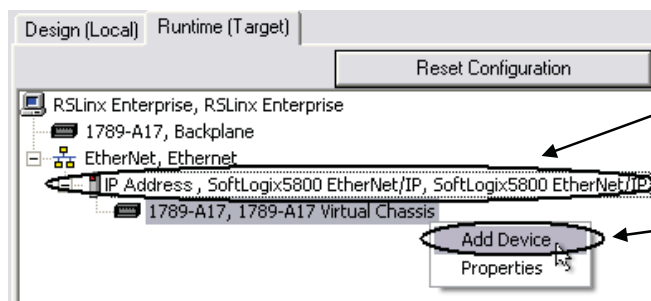 Design (Local) Runtime (Target)
Reset Configuration
RSLinx Enterprise, RSLinx Enterprise
1789-A17, Backplane
EtherNet, Ethernet
IP Address , SoftLogix5800 EtherNet/IP, SoftLogix5800 EtherNet/IP
1789-A17, 1789-A17 Virtual Chassis
Add Device
Properties